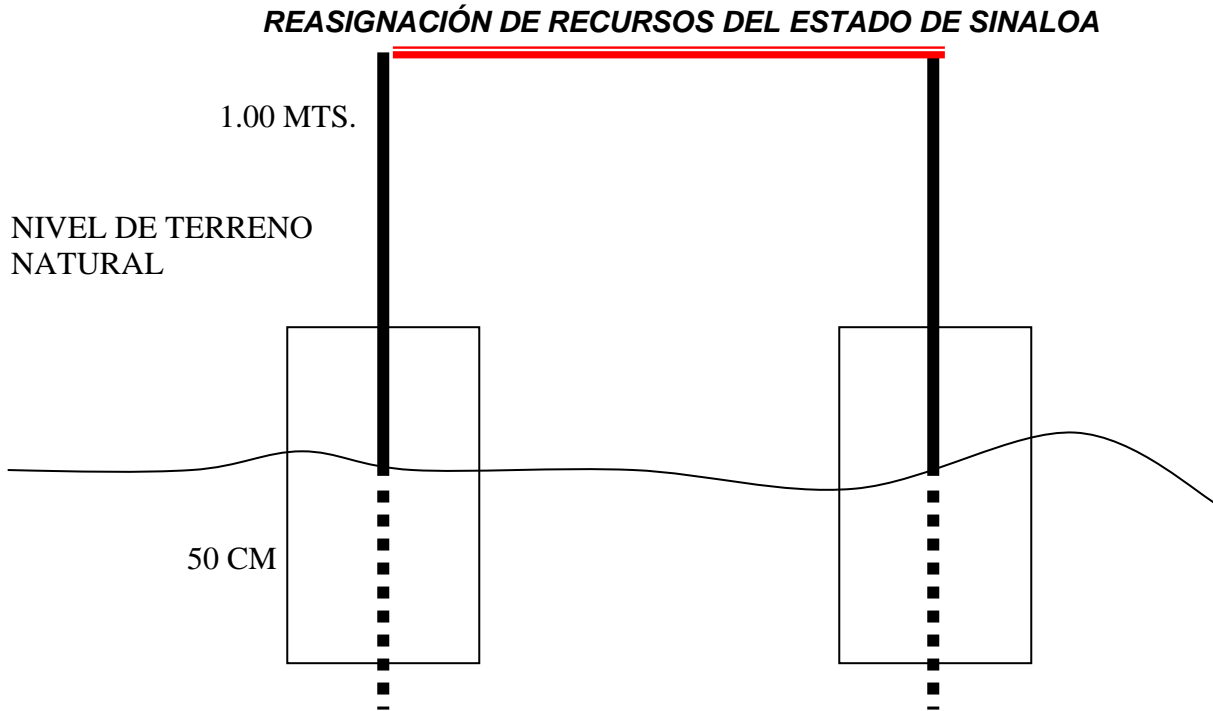 REASIGNACIÓN DE RECURSOS DEL ESTADO DE SINALOA
1.00 MTS.
NIVEL DE TERRENO
NATURAL
50 CM